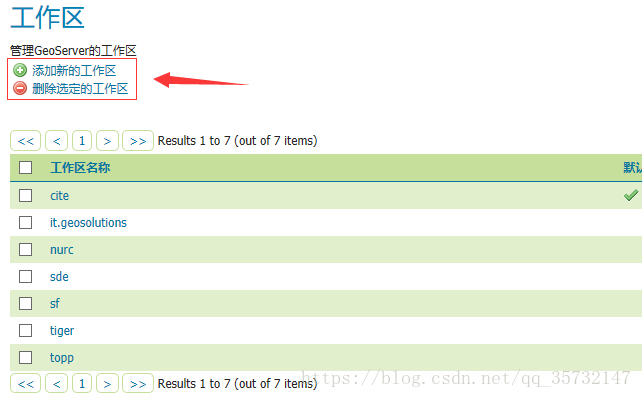 工作区
管理GeoServer的工作区
添加新的工作区
删除选定的工作区
<< < 1 > >> Results 1 to 7 (out of 7 items)
工作区名称 默认
cite
it.geosolutions
nurc
sde
sf
tiger
topp
<< < 1 > >> Results 1 to 7 (out of 7 items)
https://blog.csdn.net/qq_35732147